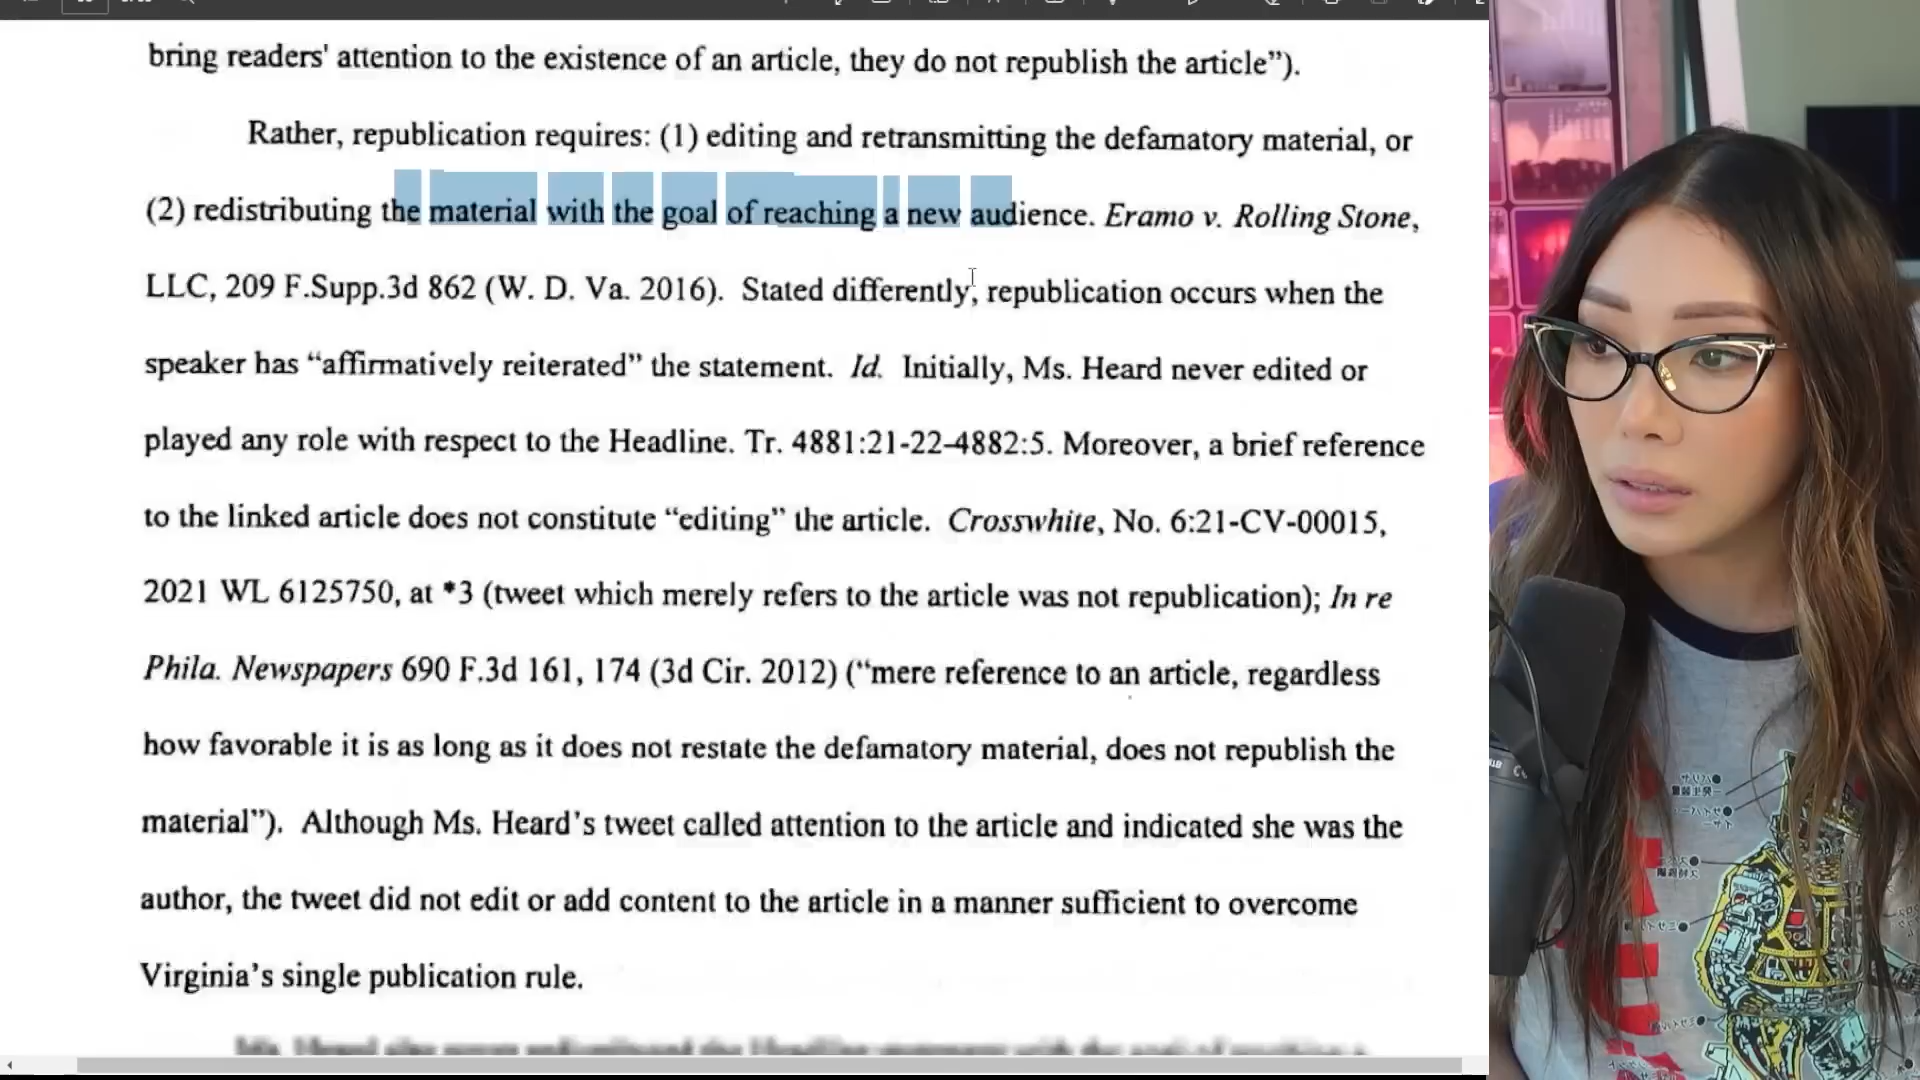 bring readers' attention to the existence of an article, they do not republish the article”).
Rather, republication requires: (1) editing and retransmitting the defamatory material, or
(2) redistributing the material with the goal of reaching a new audience. Eramo v. Rolling Stone,
LLC, 209 F.Supp.3d 862 (W. D. Va. 2016). Stated differently, republication occurs when the
speaker has “affirmatively reiterated” the statement. Id. Initially, Ms. Heard never edited or
played any role with respect to the Headline. Tr. 4881:21-22-4882:5. Moreover, a brief reference
to the linked article does not constitute “editing” the article. Crosswhite, No. 6:21-CV-00015,
2021 WL 6125750, at *3 (tweet which merely refers to the article was not republication); In re
Phila. Newspapers 690 F.3d 161, 174 (3d Cir. 2012) (“mere reference to an article, regardless
how favorable it is as long as it does not restate the defamatory material, does not republish the
material”). Although Ms. Heard’s tweet called attention to the article and indicated she was the
author, the tweet did not edit or add content to the article in a manner sufficient to overcome
Virginia’s single publication rule.